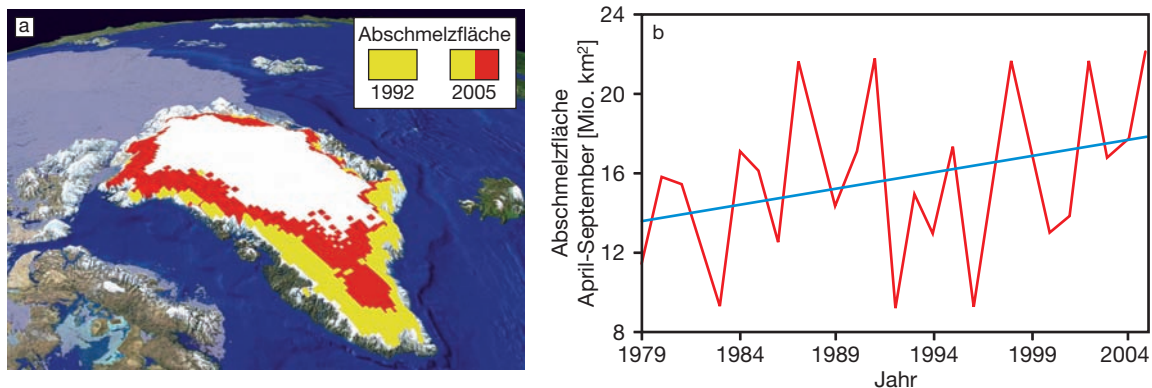 a
Abschmelzfläche
1992 2005
b
Abschmelzfläche
April-September [Mio. km²]
24
20
16
12
8
1979 1984 1989 1994 1999 2004
Jahr